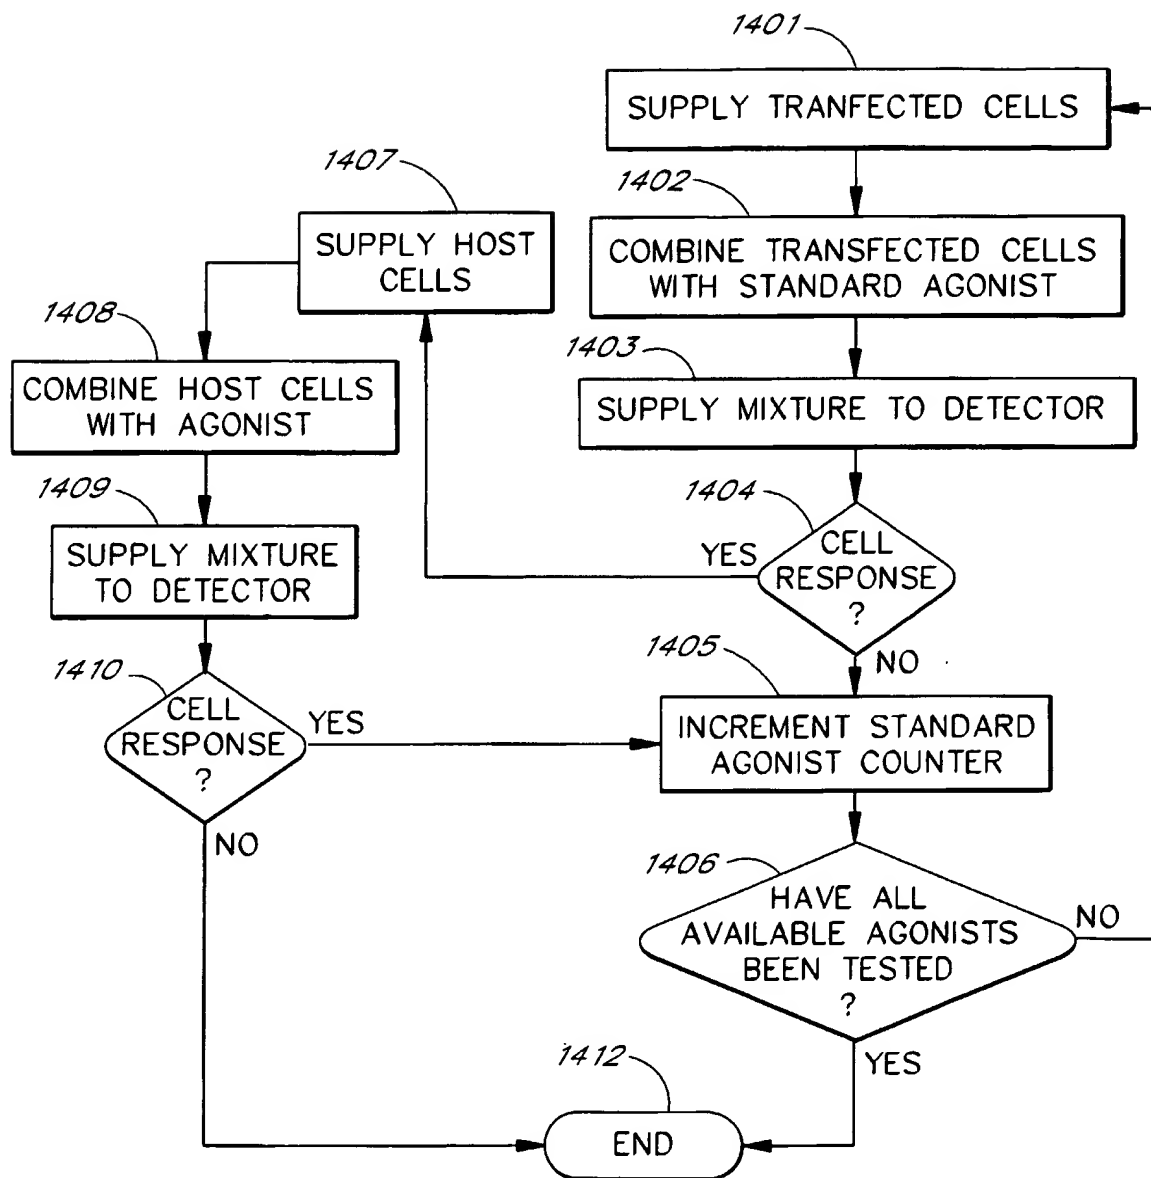 1401
SUPPLY TRANFECTED CELLS
1402
COMBINE TRANSFECTED CELLS
WITH STANDARD AGONIST
1403
SUPPLY MIXTURE TO DETECTOR
1404
CELL
RESPONSE
?
YES
NO
1407
SUPPLY HOST
CELLS
1408
COMBINE HOST CELLS
WITH AGONIST
1409
SUPPLY MIXTURE
TO DETECTOR
1410
CELL
RESPONSE
?
YES
NO
1405
INCREMENT STANDARD
AGONIST COUNTER
1406
HAVE ALL
AVAILABLE AGONISTS
BEEN TESTED
?
NO
YES
1412
END